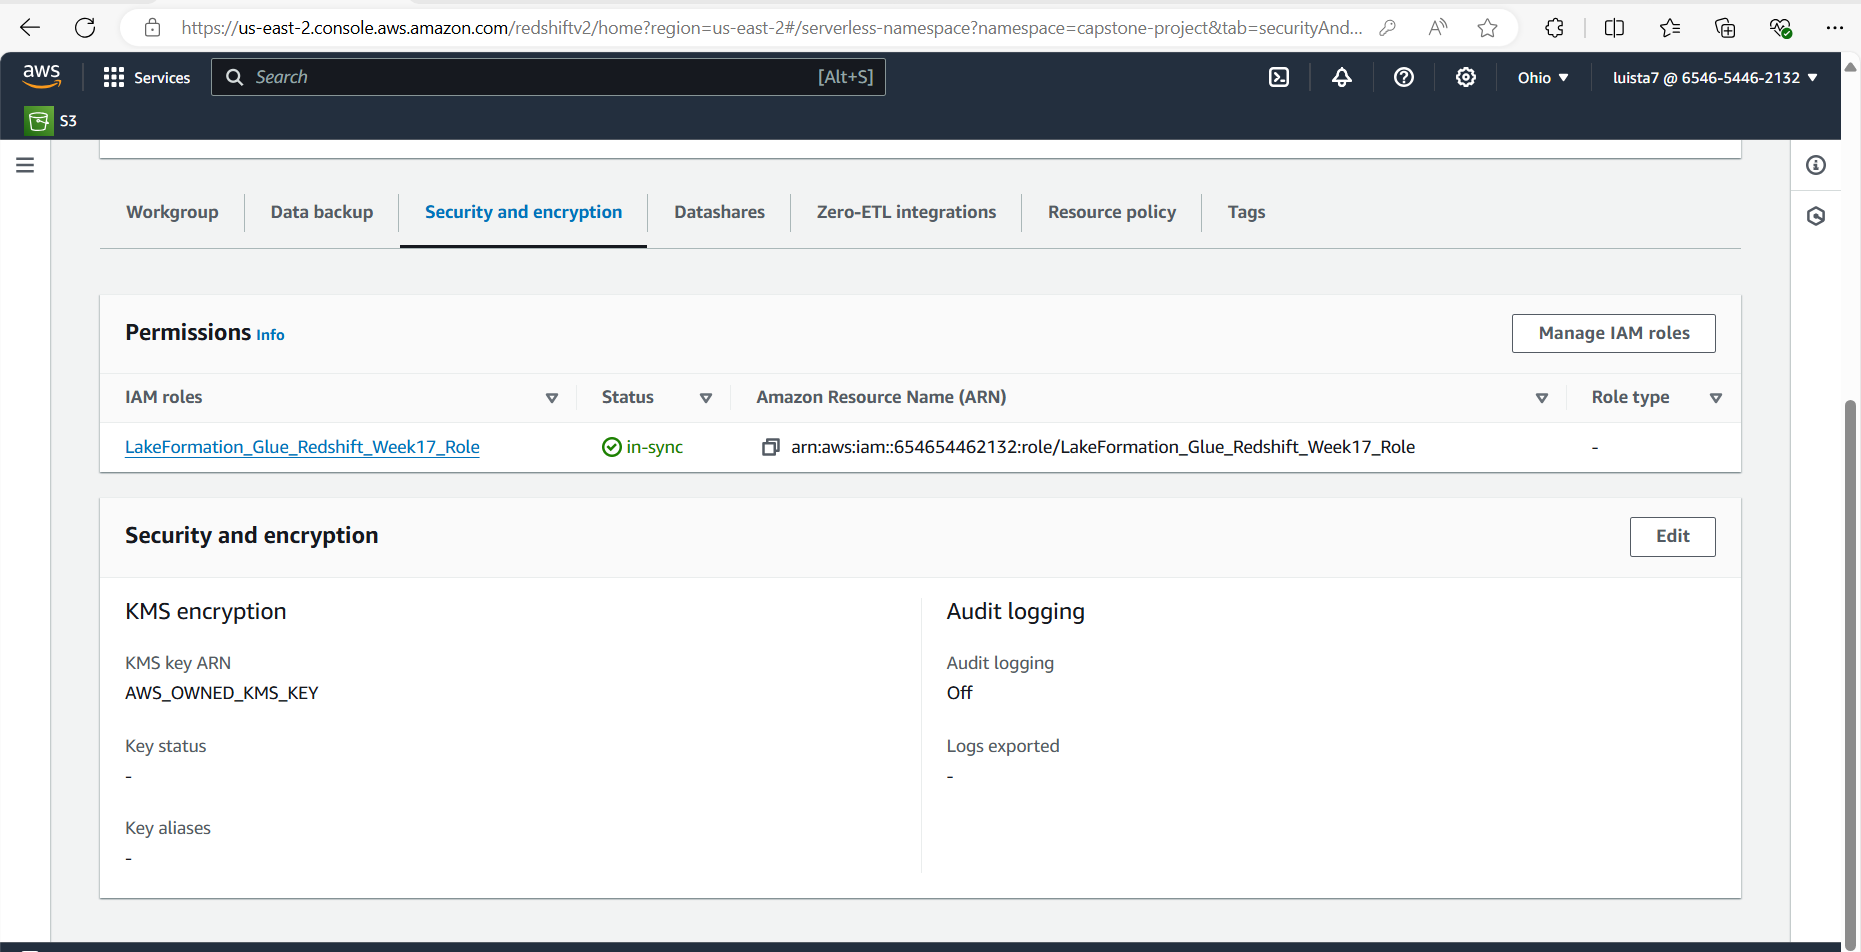 https://us-east-2.console.aws.amazon.com/redshiftv2/home?region=us-east-2#/serverless-namespace?namespace=capstone-project&tab=securityAnd...
aws
Services
Search
[Alt+S]
Ohio
luista7 @ 6546-5446-2132
S3
Workgroup
Data backup
Security and encryption
Datashares
Zero-ETL integrations
Resource policy
Tags
Permissions Info
Manage IAM roles
IAM roles
Status
Amazon Resource Name (ARN)
Role type
LakeFormation_Glue_Redshift_Week17_Role
in-sync
arn:aws:iam::654654462132:role/LakeFormation_Glue_Redshift_Week17_Role
-
Security and encryption
Edit
KMS encryption
KMS key ARN
AWS_OWNED_KMS_KEY
Key status
-
Key aliases
-
Audit logging
Audit logging
Off
Logs exported
-